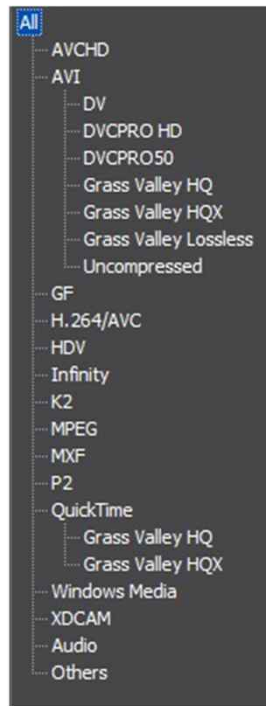 All
AVCHD
AVI
DV
DVCPRO HD
DVCPRO50
Grass Valley HQ
Grass Valley HQX
Grass Valley Lossless
Uncompressed
GF
H.264/AVC
HDV
Infinity
K2
MPEG
MXF
P2
QuickTime
Grass Valley HQ
Grass Valley HQX
Windows Media
XDCAM
Audio
Others